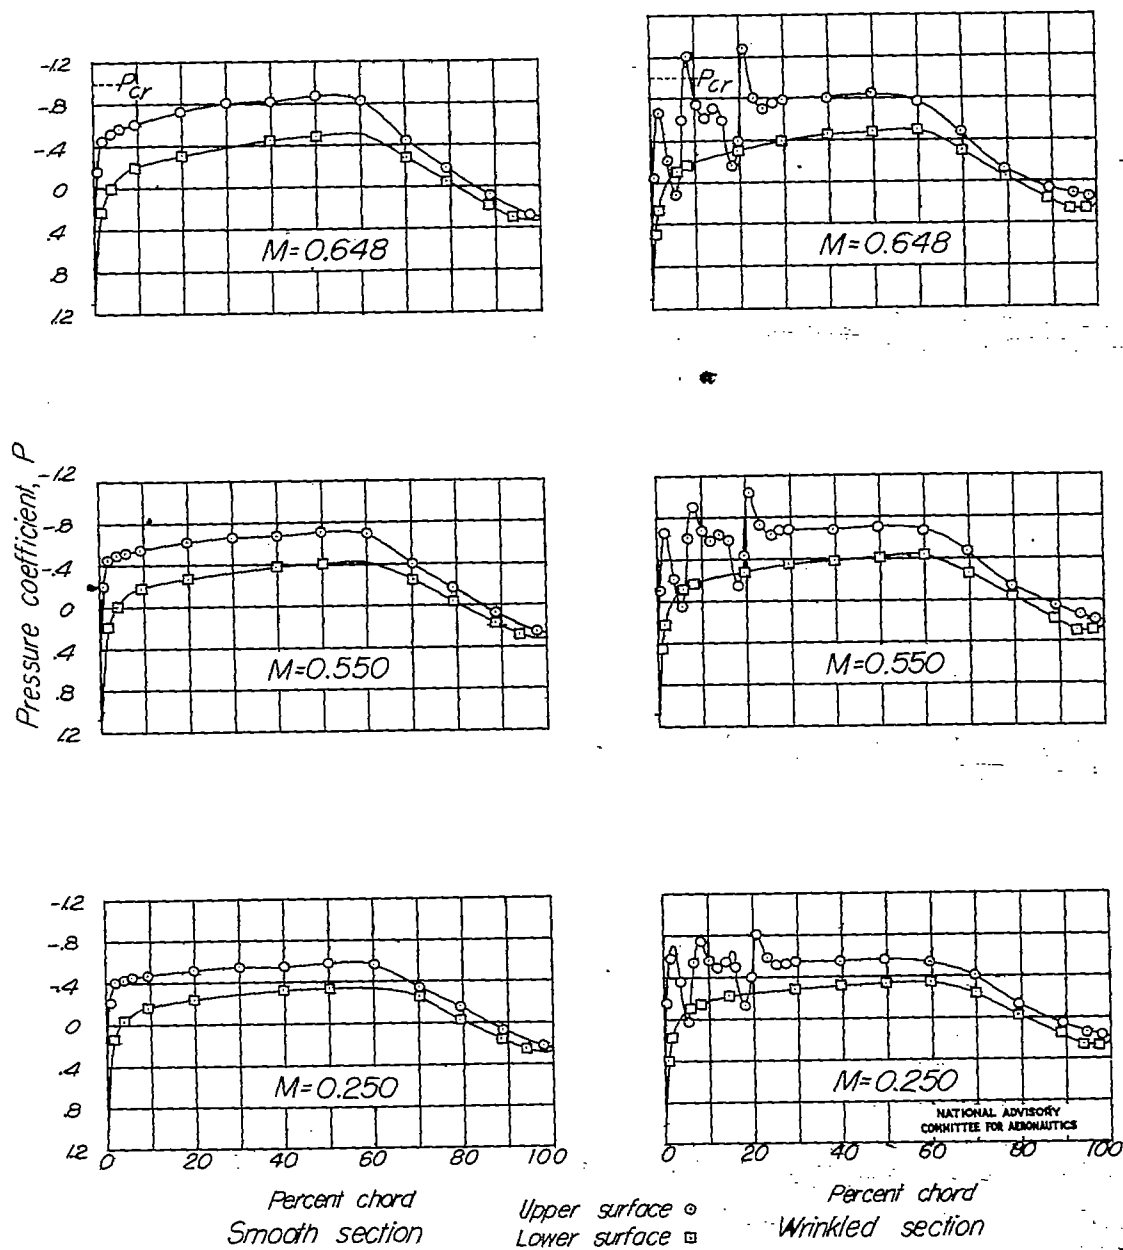 -1.2
-.8
-.4
0
.4
.8
1.2
Pcr
M=0.648
Pcr
M=0.648
Pressure coefficient, P
-1.2
-.8
-.4
0
.4
.8
1.2
M=0.550
M=0.550
-1.2
-.8
-.4
0
.4
.8
1.2
M=0.250
M=0.250
NATIONAL ADVISORY
COMMITTEE FOR AERONAUTICS
0 20 40 60 80 100
0 20 40 60 80 100
Percent chord
Smooth section
Upper surface
Lower surface
Percent chord
Wrinkled section